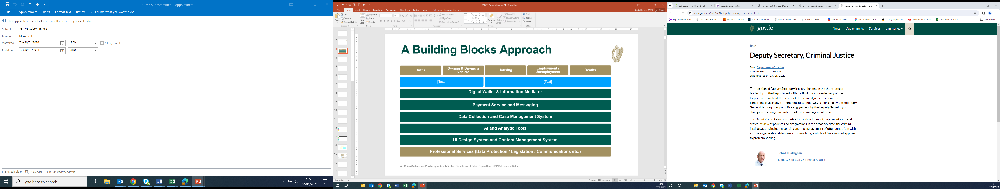 PST MB Subcommittee - Appointment
File Appointment Insert Format Text Review Tell me what you want to do...
This appointment conflicts with another one on your calendar.
Subject PST MB Subcommittee
Location Merrion St
Start time Tue 30/01/2024 12:00 All day event
End time Tue 30/01/2024 13:30
In Shared Folder Calendar - Colin.Flaherty@per.gov.ie
Type here to search
13:29
22/01/2024
PSDTF_Presentation_Jan24 - PowerPoint
File Home Insert Design Transitions Animations Slide Show Review View Tell me what you want to do... Colin Flaherty (PER) Share
Paste
Cut
Copy
Format Painter
Clipboard
New Slide
Layout
Reset
Section
Slides
Font
Text Direction
Align Text
Convert to SmartArt
Paragraph
Arrange
Quick Styles
Shape Fill
Shape Outline
Shape Effects
Drawing
Find
Replace
Select
Editing
1
2
3
4
5
6
7
8
9
10
11
12
13
14
15
16
17
A Building Blocks Approach
Births
Owning & Driving a
Vehicle
Housing
Employment /
Unemployment
Deaths
[Text] [Text]
Digital Wallet & Information Mediator
Payment Service and Messaging
Data Collection and Case Management System
AI and Analytic Tools
UI Design System and Content Management System
Professional Services (Data Protection / Legislation / Communications etc.)
An Roinn Caiteachais Phoiblí agus Athchóirithe | Department of Public Expenditure, NDP Delivery and Reform
Slide 3 of 49 Notes Comments 114%
13:29
22/01/2024
Job Search | Find Civil & Public Department of Justice PO+Booklet+Service+Delivery- gov.ie - Department of Justice gov.ie - Deputy Secretary, Crim
www.gov.ie/en/role/fac1b-deputy-secretary-criminal-justice/
Inspiring Innovation... Our Public Service -... GovTech - PwC UK Economic potential... gov.ie - Public Cons... Paschal Donohoe's... North East Junior Ki... Digital Wallet - Gov... Stanley Trigger Acti... Government of Irela... Buy Royals At War B... All Bookmarks
gov.ie
News Departments Services Languages
Role
Deputy Secretary, Criminal Justice
From Department of Justice
Published on 18 April 2023
Last updated on 25 July 2023
The position of Deputy Secretary is a key element in the the strategic
leadership of the Department with particular focus on delivery of the
Department's role at the centre of the criminal justice system. The
comprehensive change programme now underway is being led by the Secretary
General, but requires proactive engagement by the Deputy Secretary as a
champion of change and a driver of a new management ethos.
The Deputy Secretary contributes to the development, implementation and
critical review of policies and programmes in the areas of crime, the criminal
justice system, including policing and the management of offenders, often with
a cross-organisational dimension, or involving a whole of Government approach
to problem solving.
John O'Callaghan
Deputy Secretary, Criminal Justice
13:29
22/01/2024